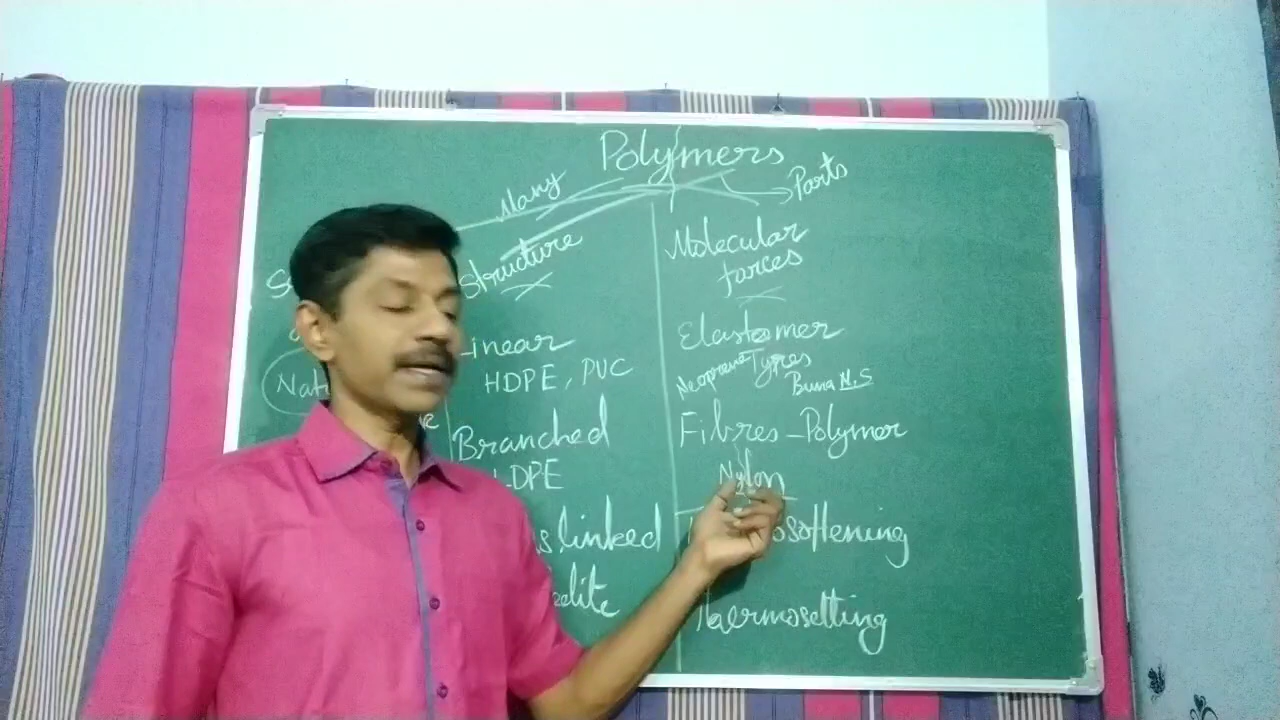 Polymers
Many
Parts
Structure
Linear
HDPE, PVC
Branched
LDPE
linked
Molecular
forces
Elastomer
Neoprene Tyres
Buna N.S
Fibres - Polymer
Nylon
Thermosetting